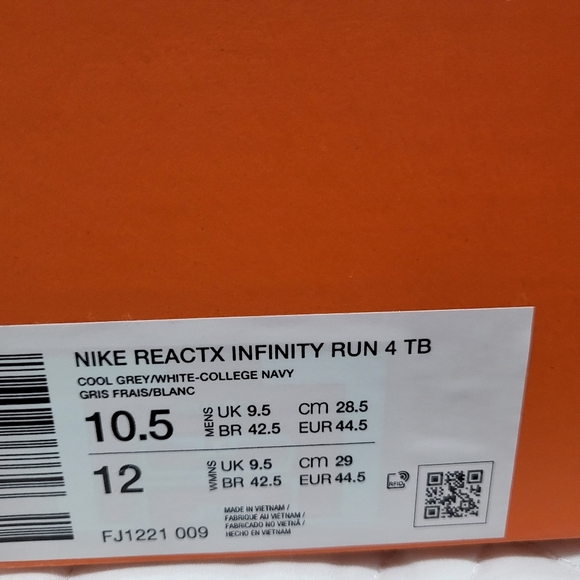 NIKE REACTX INFINITY RUN 4 TB
COOL GREY/WHITE-COLLEGE NAVY
GRIS FRAIS/BLANC
10.5 MENS UK 9.5 cm 28.5
BR 42.5 EUR 44.5
12 WMNS UK 9.5 cm 29
BR 42.5 EUR 44.5
RFID
MADE IN VIETNAM /
FABRIQUE AU VIETNAM /
FABRICADO NO VIETNÃ /
HECHO EN VIETNAM
FJ1221 009